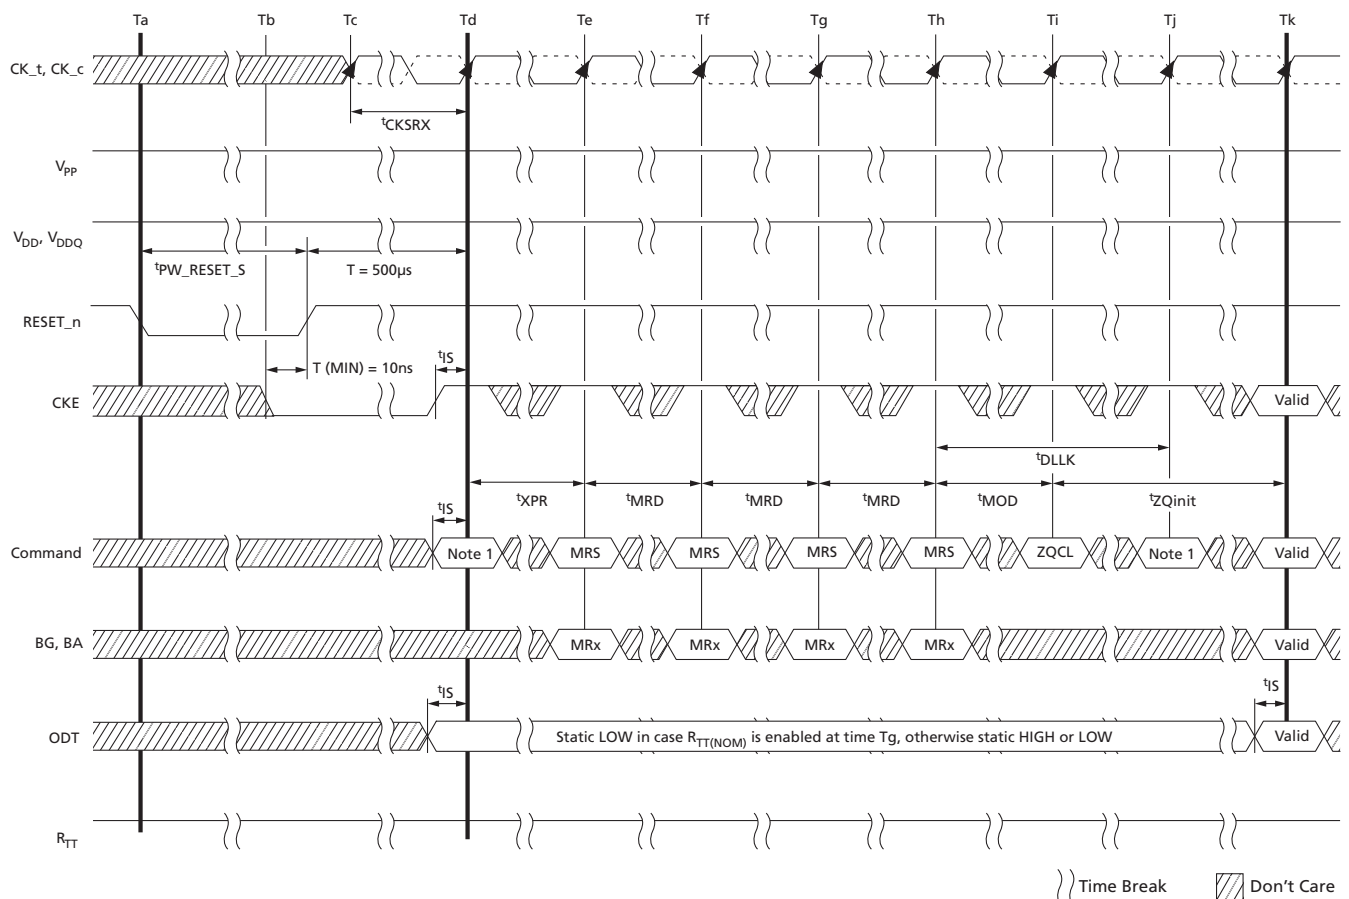 Ta Tb Tc Td Te Tf Tg Th Ti Tj Tk
CK_t, CK_c
tCKSRX
VPP
VDD, VDDQ
tPW_RESET_S T = 500µs
RESET_n
T (MIN) = 10ns tIS
CKE Valid
tDLLK
tXPR tMRD tMRD tMRD tMOD tZQinit
tIS
Command Note 1 MRS MRS MRS MRS ZQCL Note 1 Valid
BG, BA MRx MRx MRx MRx Valid
tIS tIS
ODT Static LOW in case RTT(NOM) is enabled at time Tg, otherwise static HIGH or LOW Valid
RTT
Time Break Don't Care